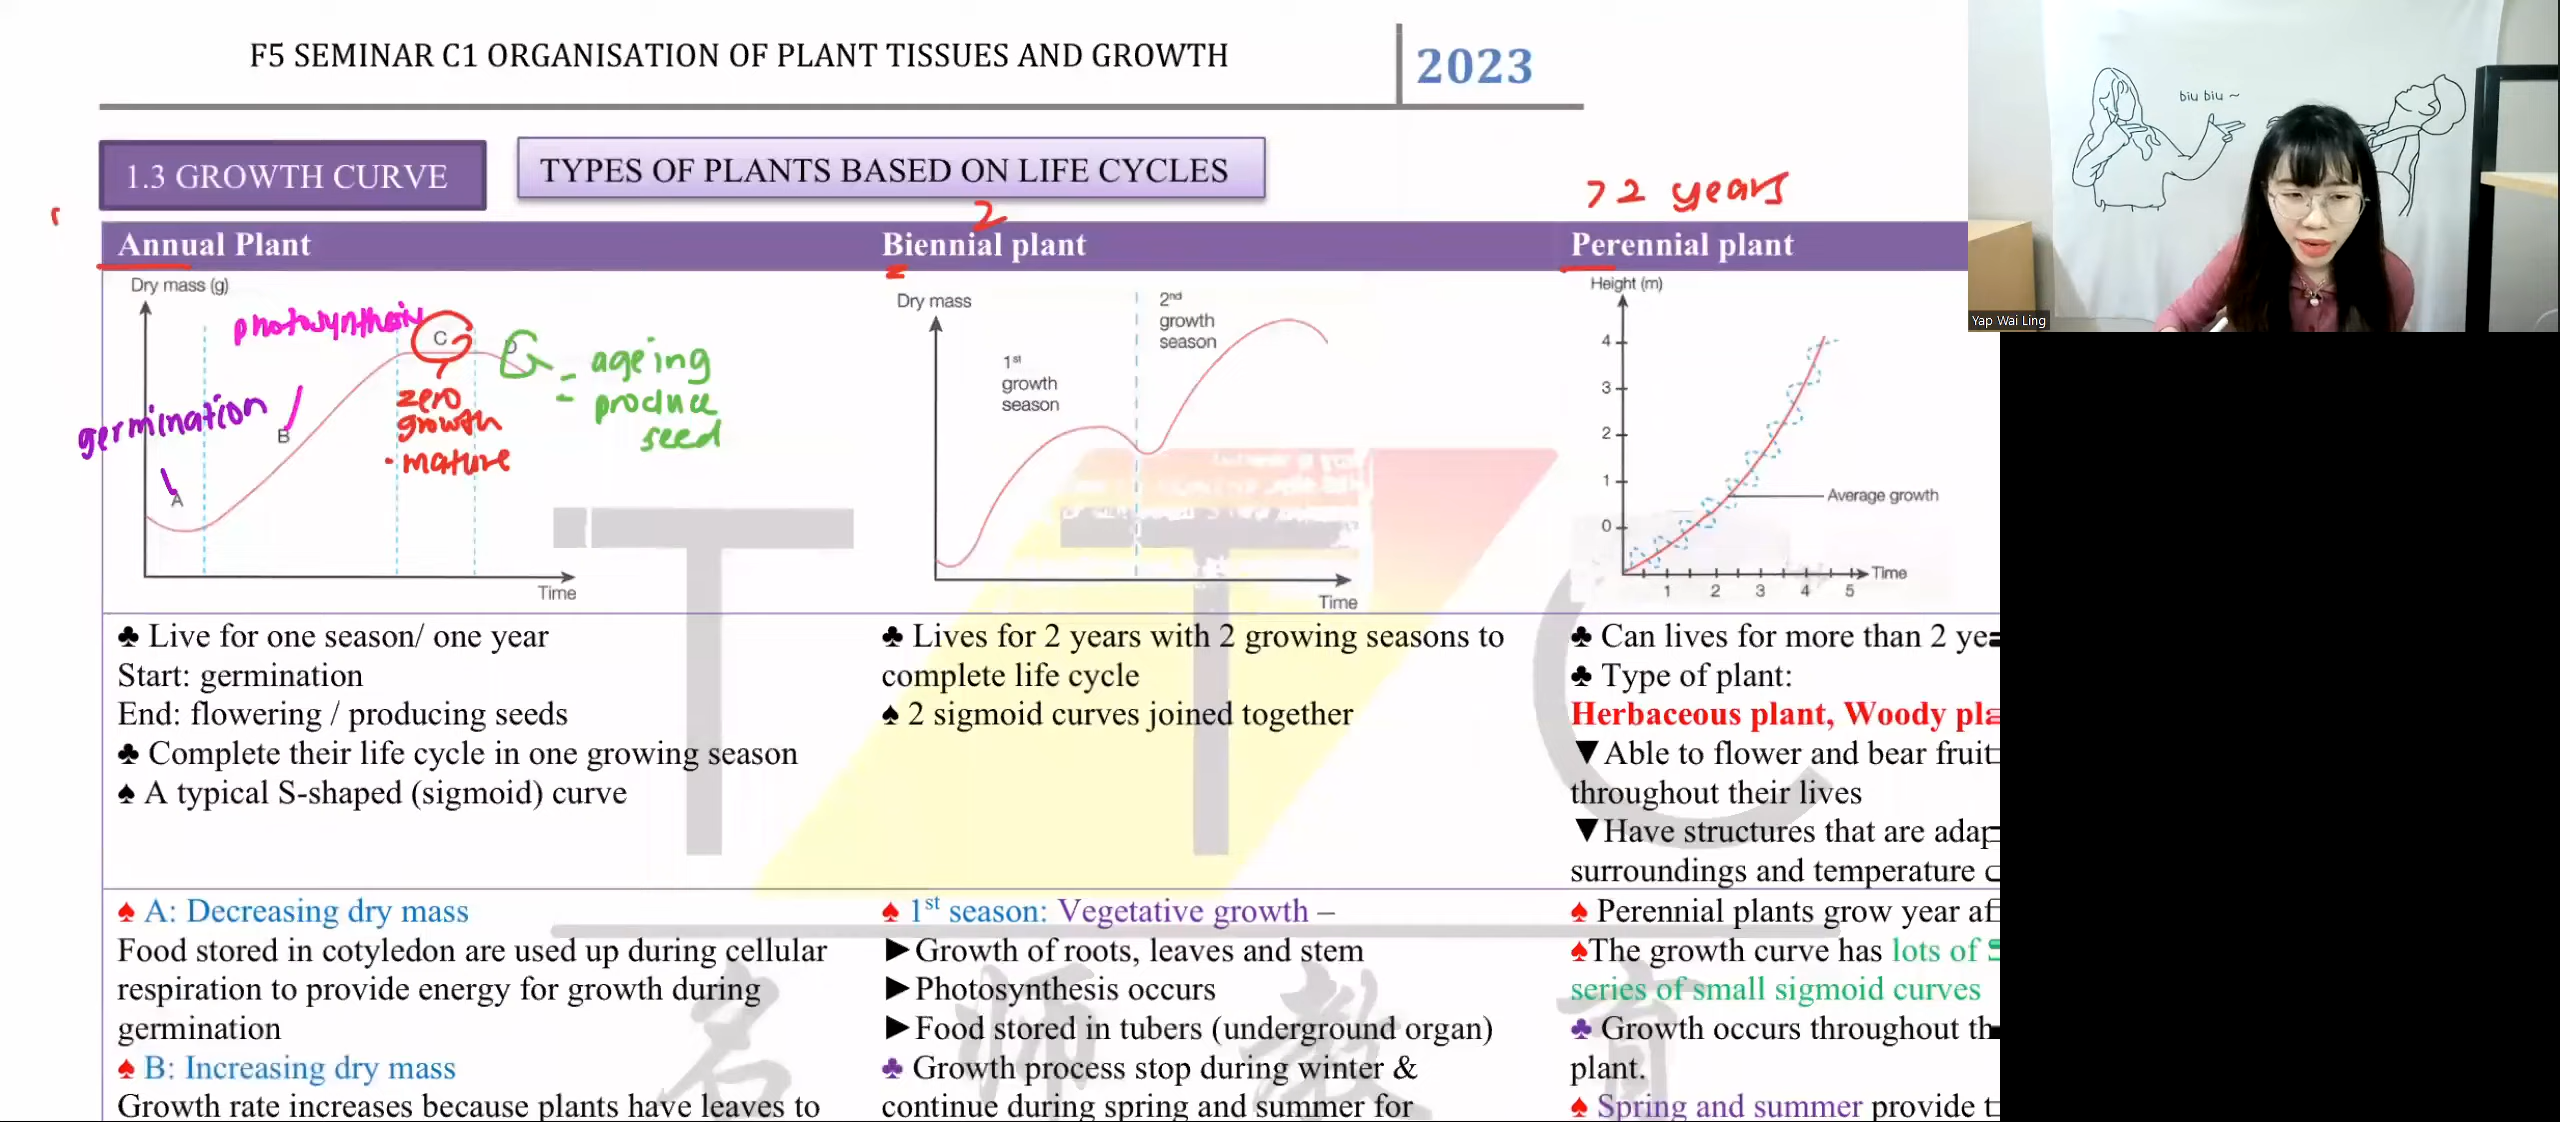 F5 SEMINAR C1 ORGANISATION OF PLANT TISSUES AND GROWTH
2023
1.3 GROWTH CURVE
TYPES OF PLANTS BASED ON LIFE CYCLES
2
>2 years
Annual Plant
Dry mass (g)
photosynthesis
germination
A
B
C
D
zero
growth
· mature
- ageing
- produce
seed
Time
♣ Live for one season/ one year
Start: germination
End: flowering / producing seeds
♣ Complete their life cycle in one growing season
♠ A typical S-shaped (sigmoid) curve
♠ A: Decreasing dry mass
Food stored in cotyledon are used up during cellular
respiration to provide energy for growth during
germination
♠ B: Increasing dry mass
Growth rate increases because plants have leaves to
Biennial plant
Dry mass
1st
growth
season
2nd
growth
season
Time
♣ Lives for 2 years with 2 growing seasons to
complete life cycle
♠ 2 sigmoid curves joined together
♠ 1st season: Vegetative growth –
►Growth of roots, leaves and stem
►Photosynthesis occurs
►Food stored in tubers (underground organ)
♣ Growth process stop during winter &
continue during spring and summer for
Perennial plant
Height (m)
4
3
2
1
0
Average growth
Time
1 2 3 4 5
♣ Can lives for more than 2
♣ Type of plant:
Herbaceous plant, Woody
▼Able to flower and bear
throughout their lives
▼Have structures that are
surroundings and temperature
♠ Perennial plants grow year
♠The growth curve has lots of
series of small sigmoid curves
♣ Growth occurs throughout
plant.
♠ Spring and summer provide
TTC
名師教育
biu biu ~
Yap Wai Ling